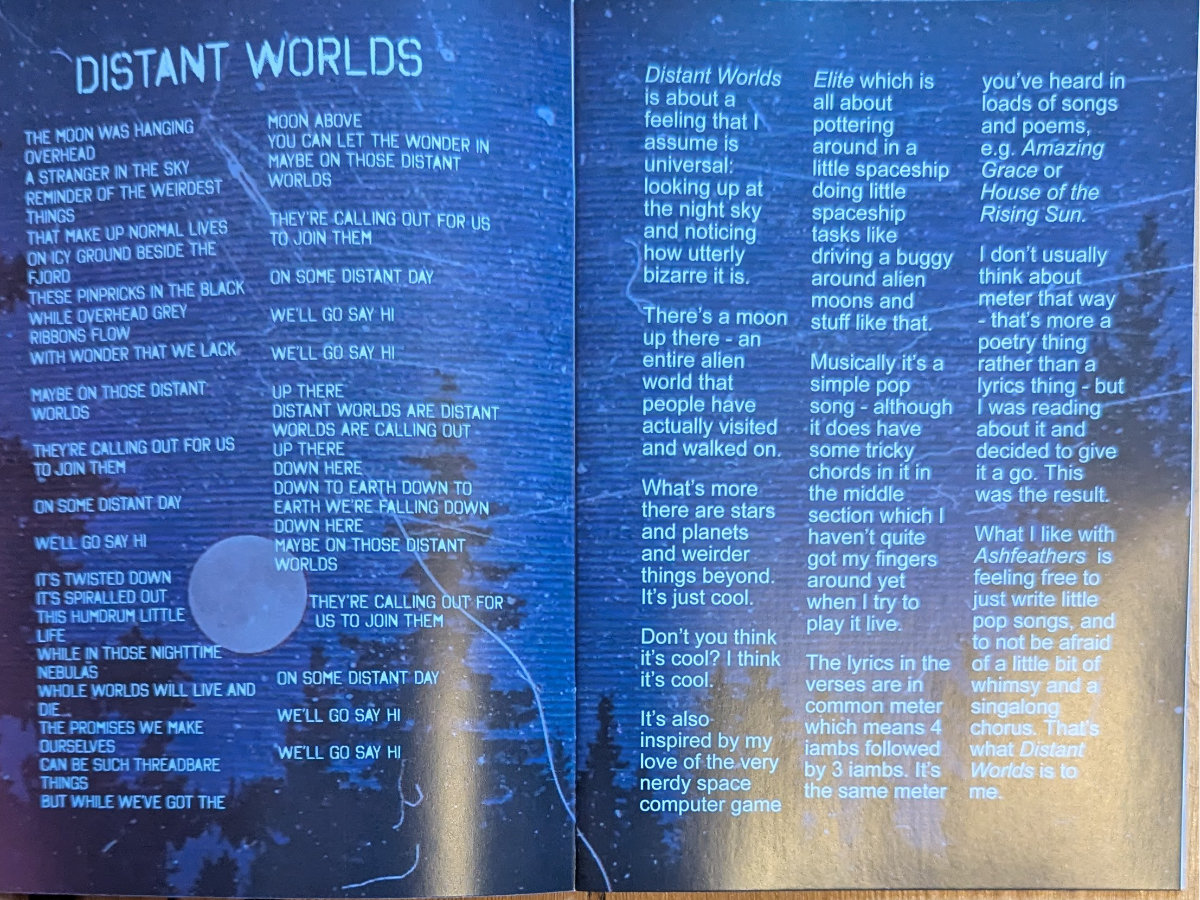 DISTANT WORLDS
THE MOON WAS HANGING
OVERHEAD
A STRANGER IN THE SKY
REMINDER OF THE WEIRDEST
THINGS
THAT MAKE UP NORMAL LIVES
ON ICY GROUND BESIDE THE
FJORD
THESE PINPRICKS IN THE BLACK
WHILE OVERHEAD GREY
RIBBONS FLOW
WITH WONDER THAT WE LACK
MAYBE ON THOSE DISTANT
WORLDS
THEY'RE CALLING OUT FOR US
TO JOIN THEM
ON SOME DISTANT DAY
WE'LL GO SAY HI
IT'S TWISTED DOWN
IT'S SPIRALLED OUT
THIS HUMDRUM LITTLE
LIFE
WHILE IN THOSE NIGHTTIME
NEBULAS
WHOLE WORLDS WILL LIVE AND
DIE
THE PROMISES WE MAKE
OURSELVES
CAN BE SUCH THREADBARE
THINGS
BUT WHILE WE'VE GOT THE
MOON ABOVE
YOU CAN LET THE WONDER IN
MAYBE ON THOSE DISTANT
WORLDS
THEY'RE CALLING OUT FOR US
TO JOIN THEM
ON SOME DISTANT DAY
WE'LL GO SAY HI
WE'LL GO SAY HI
UP THERE
DISTANT WORLDS ARE DISTANT
WORLDS ARE CALLING OUT
UP THERE
DOWN HERE
DOWN TO EARTH DOWN TO
EARTH WE'RE FALLING DOWN
DOWN HERE
MAYBE ON THOSE DISTANT
WORLDS
THEY'RE CALLING OUT FOR
US TO JOIN THEM
ON SOME DISTANT DAY
WE'LL GO SAY HI
WE'LL GO SAY HI
Distant Worlds
is about a
feeling that I
assume is
universal:
looking up at
the night sky
and noticing
how utterly
bizarre it is.
There's a moon
up there - an
entire alien
world that
people have
actually visited
and walked on.
What's more
there are stars
and planets
and weirder
things beyond.
It's just cool.
Don't you think
it's cool? I think
it's cool.
It's also
inspired by my
love of the very
nerdy space
computer game
Elite which is
all about
pottering
around in a
little spaceship
doing little
spaceship
tasks like
driving a buggy
around alien
moons and
stuff like that.
Musically it's a
simple pop
song - although
it does have
some tricky
chords in it in
the middle
section which I
haven't quite
got my fingers
around yet
when I try to
play it live.
The lyrics in the
verses are in
common meter
which means 4
iambs followed
by 3 iambs. It's
the same meter
you've heard in
loads of songs
and poems,
e.g. Amazing
Grace or
House of the
Rising Sun.
I don't usually
think about
meter that way
- that's more a
poetry thing
rather than a
lyrics thing - but
I was reading
about it and
decided to give
it a go. This
was the result.
What I like with
Ashfeathers is
feeling free to
just write little
pop songs, and
to not be afraid
of a little bit of
whimsy and a
singalong
chorus. That's
what Distant
Worlds is to
me.